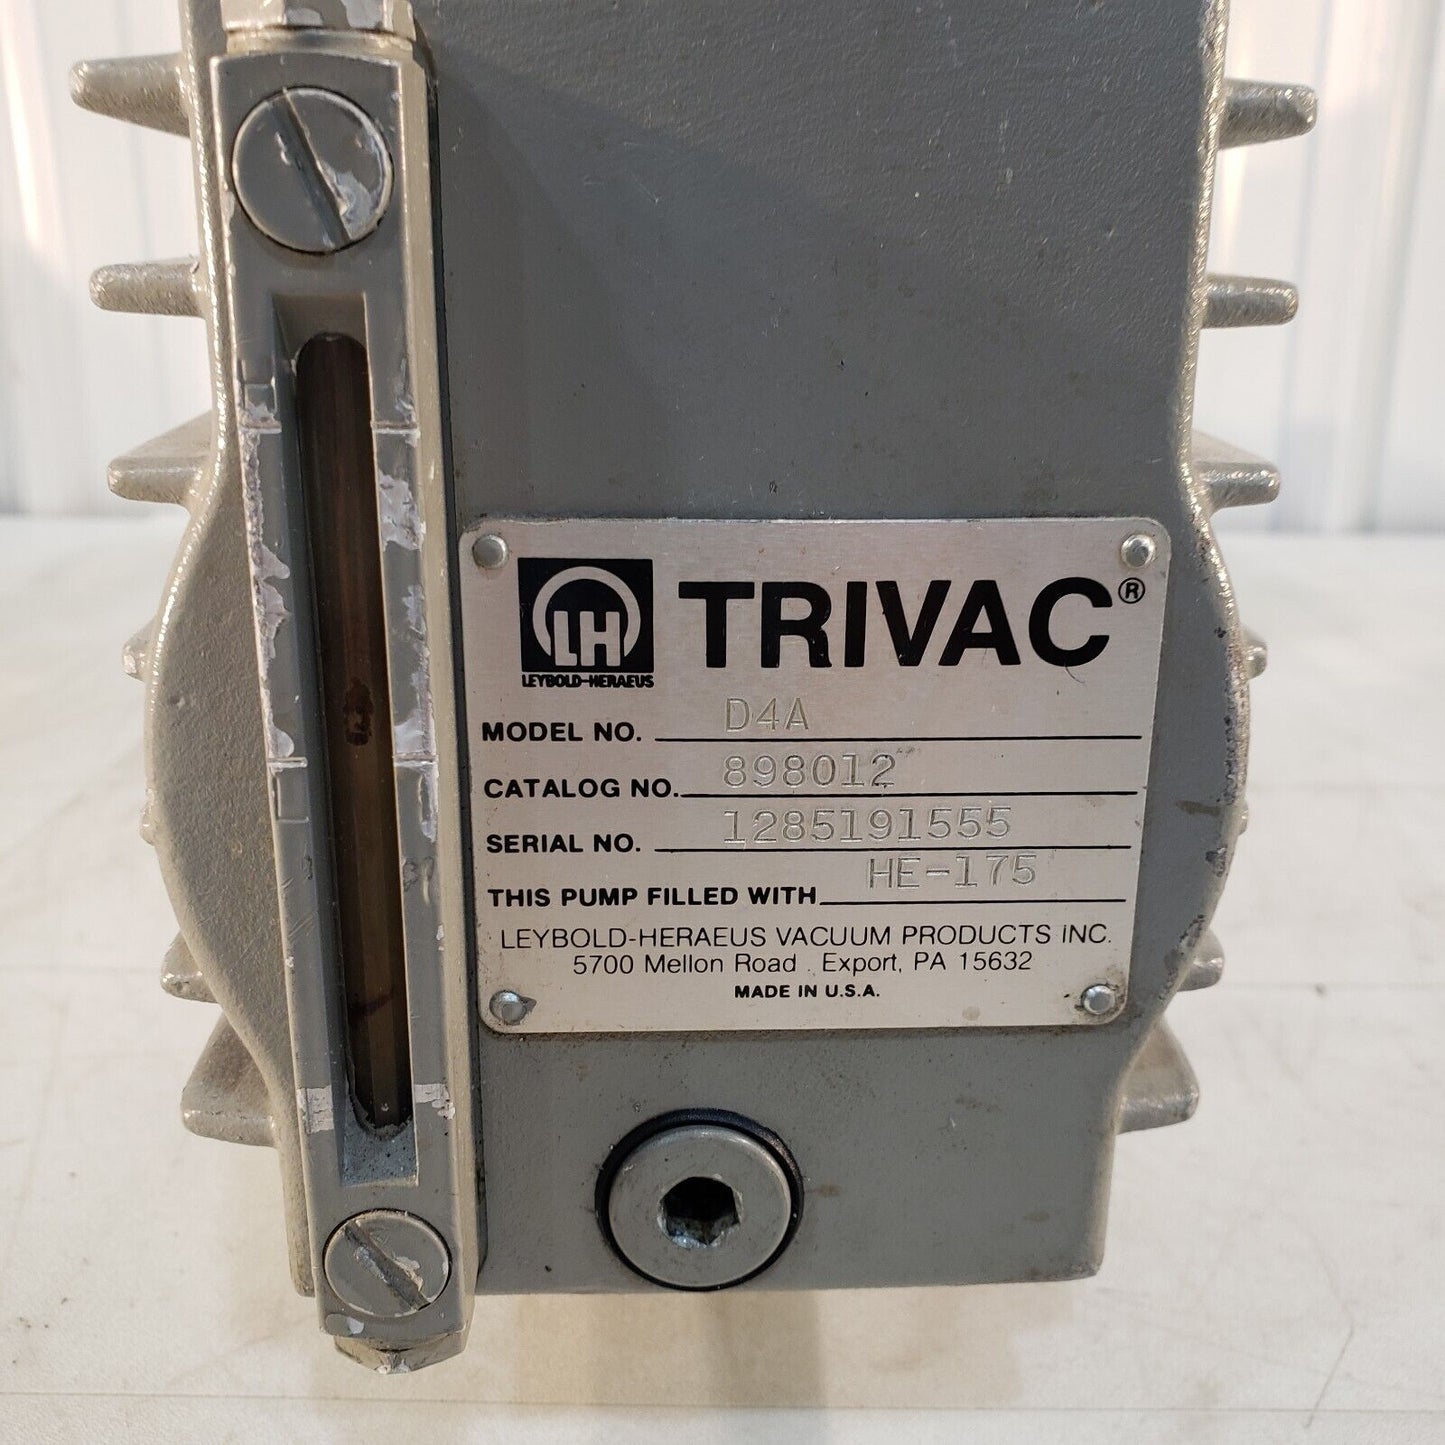 LH TRIVAC®
LEYBOLD-HERAEUS
MODEL NO. D4A
CATALOG NO. 898012
SERIAL NO. 1285191555
THIS PUMP FILLED WITH HE-175
LEYBOLD-HERAEUS VACUUM PRODUCTS INC.
5700 Mellon Road . Export, PA 15632
MADE IN U.S.A.